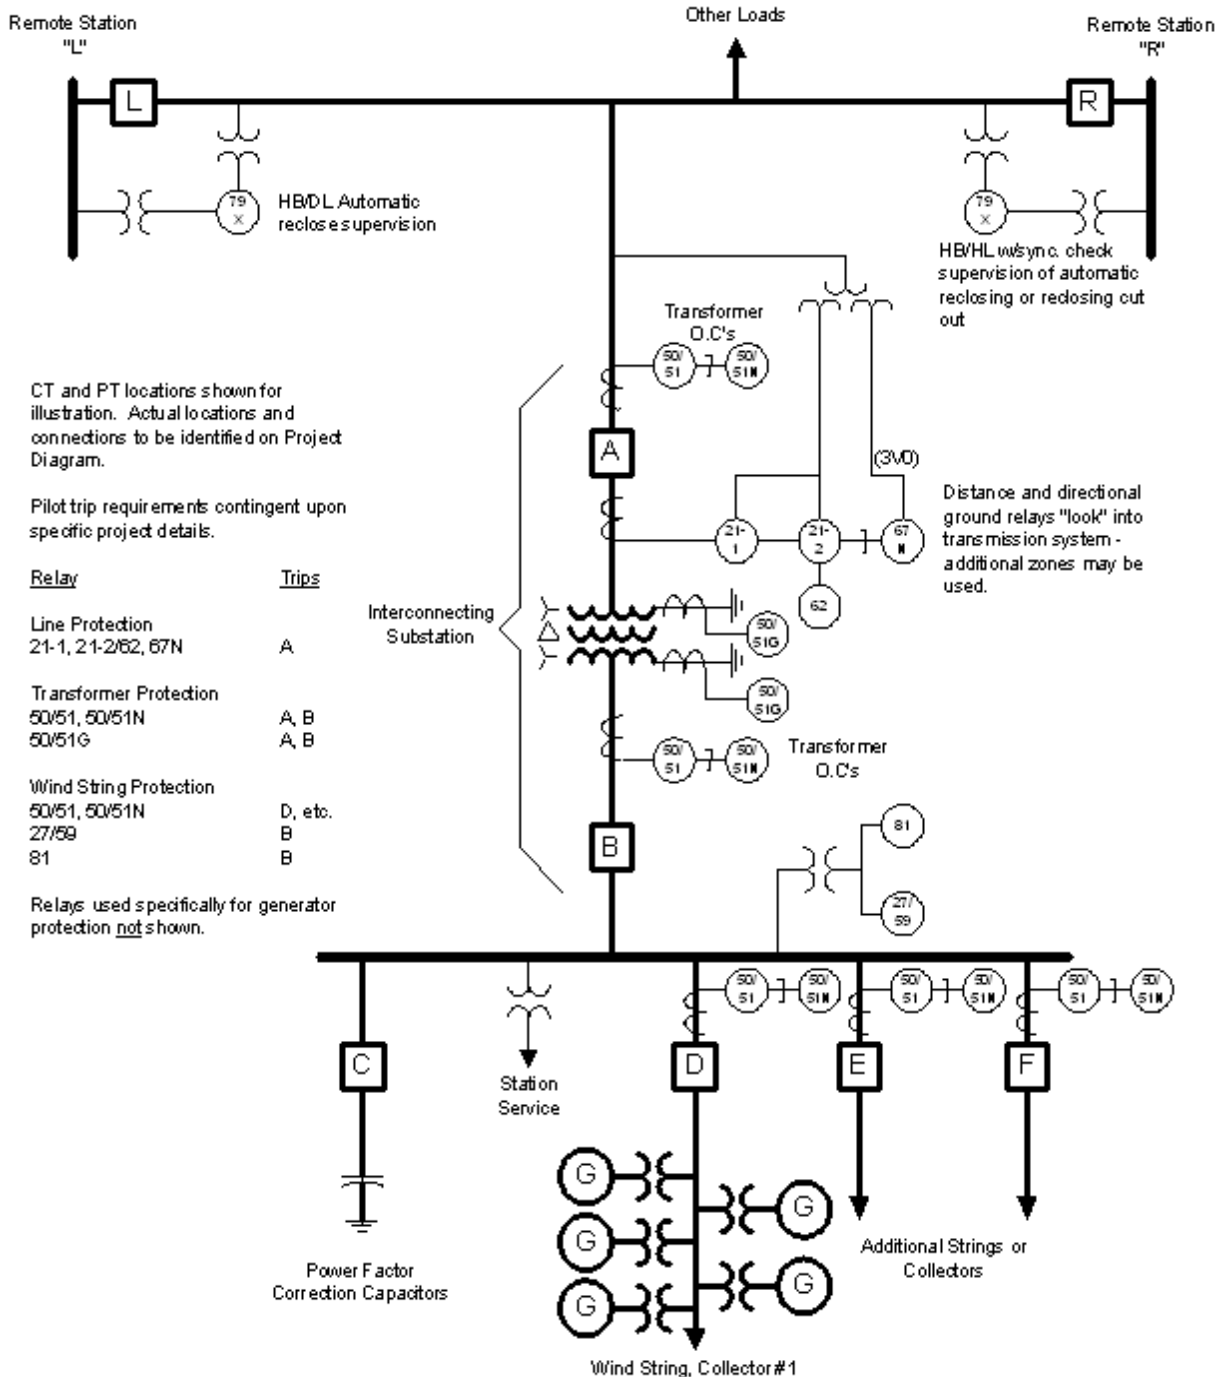 Other Loads
Remote Station
"L"
Remote Station
"R"
L
R
79
X
HB/DL Automatic
reclose supervision
79
X
HB/HL w/sync. check
supervision of automatic
reclosing or reclosing cut
out
Transformer
O.C's
50/
51
50/
51N
CT and PT locations shown for
illustration. Actual locations and
connections to be identified on Project
Diagram.
A
(3V0)
Pilot trip requirements contingent upon
specific project details.
21-
1
21-
2
67
N
Distance and directional
ground relays "look" into
transmission system -
additional zones may be
used.
62
Relay Trips
Line Protection
21-1, 21-2/62, 67N A
Transformer Protection
50/51, 50/51N A, B
50/51G A, B
Wind String Protection
50/51, 50/51N D, etc.
27/59 B
81 B
Relays used specifically for generator
protection not shown.
Interconnecting
Substation
50/
51G
50/
51G
50/
51
50/
51N
Transformer
O.C's
B
81
27/
59
50/
51
50/
51N
50/
51
50/
51N
50/
51
50/
51N
C
Station
Service
D
E
F
G
G
G
G
G
Power Factor
Correction Capacitors
Additional Strings or
Collectors
Wind String, Collector #1